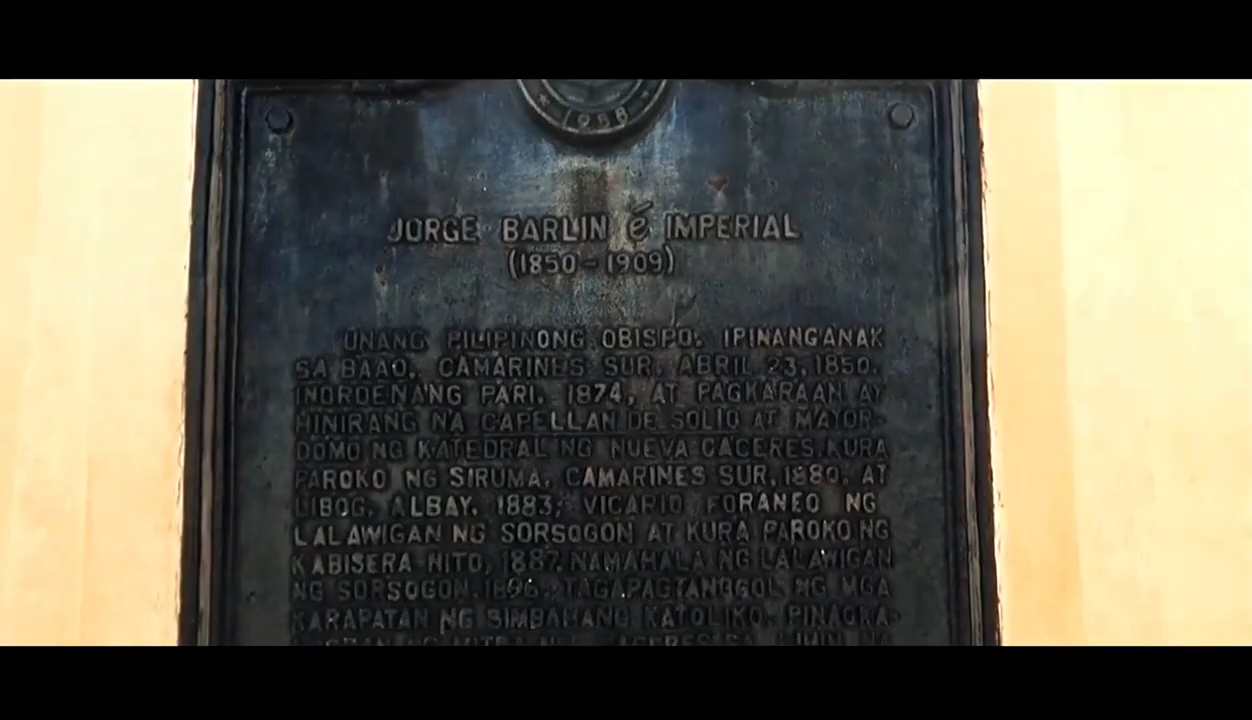 1958
JORGE BARLIN é IMPERIAL
(1850 - 1909)
UNANG PILIPINONG OBISPO. IPINANGANAK
SA BAAO, CAMARINES SUR, ABRIL 23, 1850.
INORDENANG PARI, 1874, AT PAGKARAAN AY
HINIRANG NA CAPELLAN DE SOLIO AT MAYOR-
DOMO NG KATEDRAL NG NUEVA CACERES, KURA
PAROKO NG SIRUMA, CAMARINES SUR, 1880, AT
LIBOG, ALBAY, 1883; VICARIO FORANEO NG
LALAWIGAN NG SORSOGON AT KURA PAROKO NG
KABISERA NITO, 1887. NAMAHALA NG LALAWIGAN
NG SORSOGON, 1896. TAGAPAGTANGGOL NG MGA
KARAPATAN NG SIMBAHANG KATOLIKO. PINAGKA-